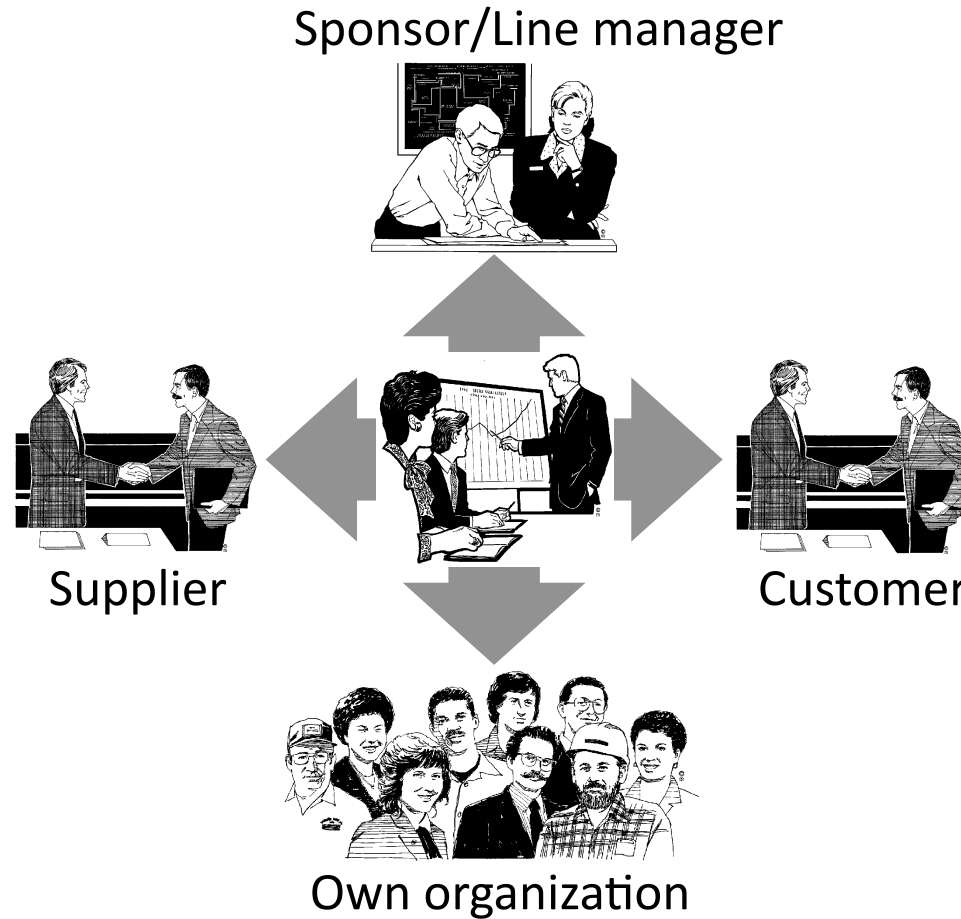 Sponsor/Line manager
Supplier
Customer
Own organization